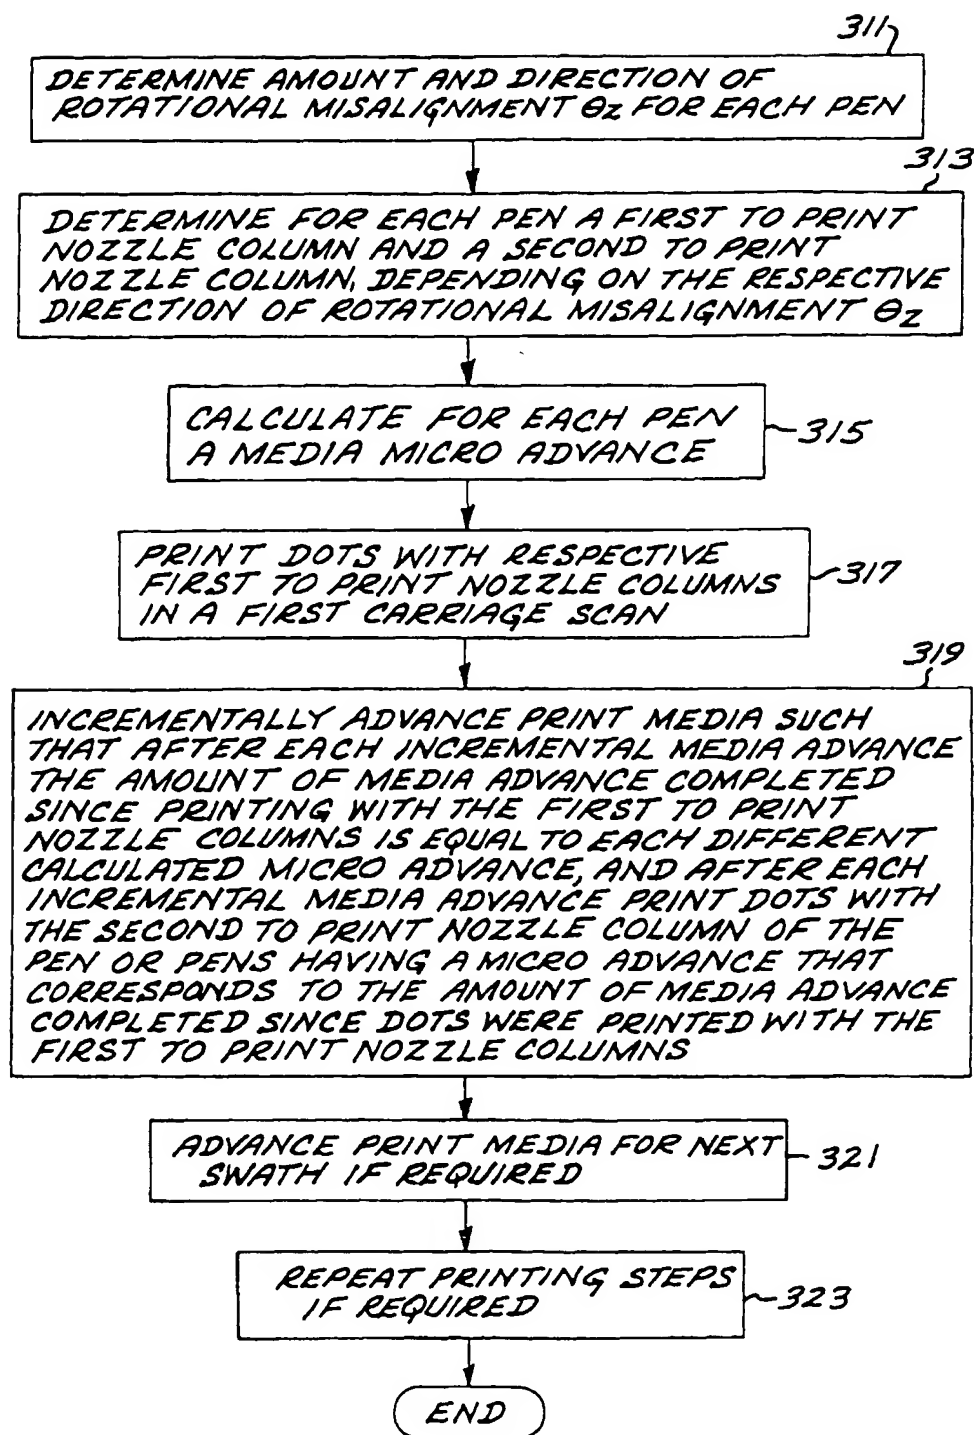 311
DETERMINE AMOUNT AND DIRECTION OF
ROTATIONAL MISALIGNMENT θZ FOR EACH PEN
313
DETERMINE FOR EACH PEN A FIRST TO PRINT
NOZZLE COLUMN AND A SECOND TO PRINT
NOZZLE COLUMN, DEPENDING ON THE RESPECTIVE
DIRECTION OF ROTATIONAL MISALIGNMENT θZ
CALCULATE FOR EACH PEN
A MEDIA MICRO ADVANCE
315
PRINT DOTS WITH RESPECTIVE
FIRST TO PRINT NOZZLE COLUMNS
IN A FIRST CARRIAGE SCAN
317
319
INCREMENTALLY ADVANCE PRINT MEDIA SUCH
THAT AFTER EACH INCREMENTAL MEDIA ADVANCE
THE AMOUNT OF MEDIA ADVANCE COMPLETED
SINCE PRINTING WITH THE FIRST TO PRINT
NOZZLE COLUMNS IS EQUAL TO EACH DIFFERENT
CALCULATED MICRO ADVANCE, AND AFTER EACH
INCREMENTAL MEDIA ADVANCE PRINT DOTS WITH
THE SECOND TO PRINT NOZZLE COLUMN OF THE
PEN OR PENS HAVING A MICRO ADVANCE THAT
CORRESPONDS TO THE AMOUNT OF MEDIA ADVANCE
COMPLETED SINCE DOTS WERE PRINTED WITH THE
FIRST TO PRINT NOZZLE COLUMNS
ADVANCE PRINT MEDIA FOR NEXT
SWATH IF REQUIRED
321
REPEAT PRINTING STEPS
IF REQUIRED
323
END